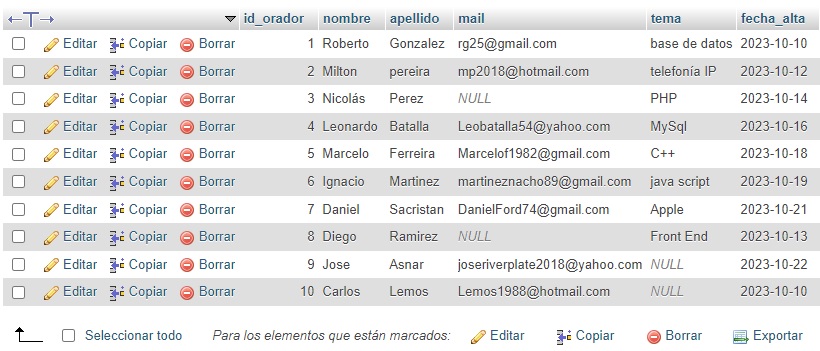 id_orador nombre apellido mail tema fecha_alta
Editar Copiar Borrar 1 Roberto Gonzalez rg25@gmail.com base de datos 2023-10-10
Editar Copiar Borrar 2 Milton pereira mp2018@hotmail.com telefonía IP 2023-10-12
Editar Copiar Borrar 3 Nicolás Perez NULL PHP 2023-10-14
Editar Copiar Borrar 4 Leonardo Batalla Leobatalla54@yahoo.com MySql 2023-10-16
Editar Copiar Borrar 5 Marcelo Ferreira Marcelof1982@gmail.com C++ 2023-10-18
Editar Copiar Borrar 6 Ignacio Martinez martineznacho89@gmail.com java script 2023-10-19
Editar Copiar Borrar 7 Daniel Sacristan DanielFord74@gmail.com Apple 2023-10-21
Editar Copiar Borrar 8 Diego Ramirez NULL Front End 2023-10-13
Editar Copiar Borrar 9 Jose Asnar joseriverplate2018@yahoo.com NULL 2023-10-22
Editar Copiar Borrar 10 Carlos Lemos Lemos1988@hotmail.com NULL 2023-10-10
Seleccionar todo Para los elementos que están marcados: Editar Copiar Borrar Exportar